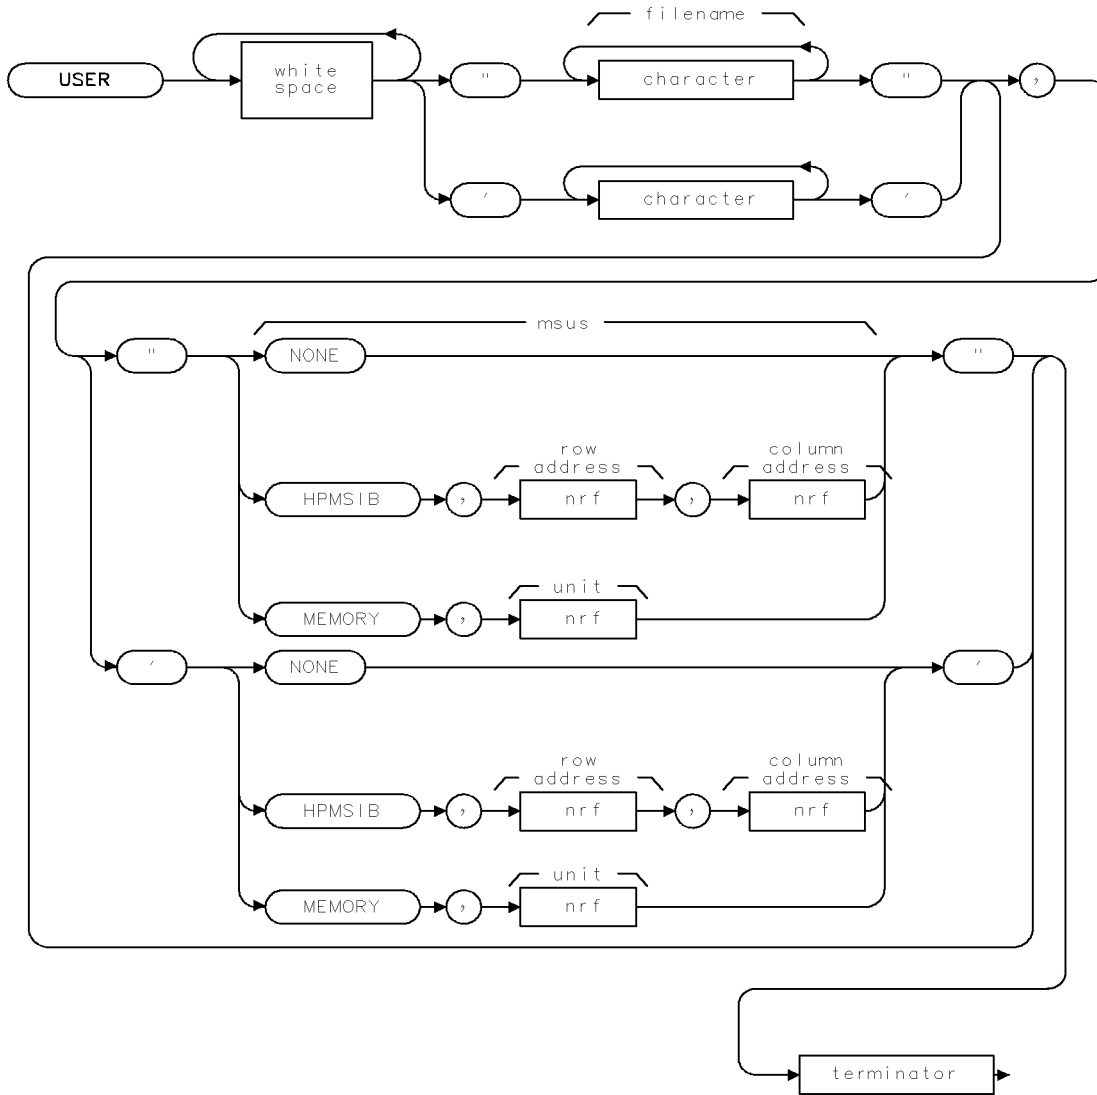 filename
USER
white
space
"
character
"
,
′
character
′
msus
"
NONE
"
row
address
column
address
HPMSIB
,
nrf
,
nrf
unit
MEMORY
,
nrf
′
NONE
′
row
address
column
address
HPMSIB
,
nrf
,
nrf
unit
MEMORY
,
nrf
terminator